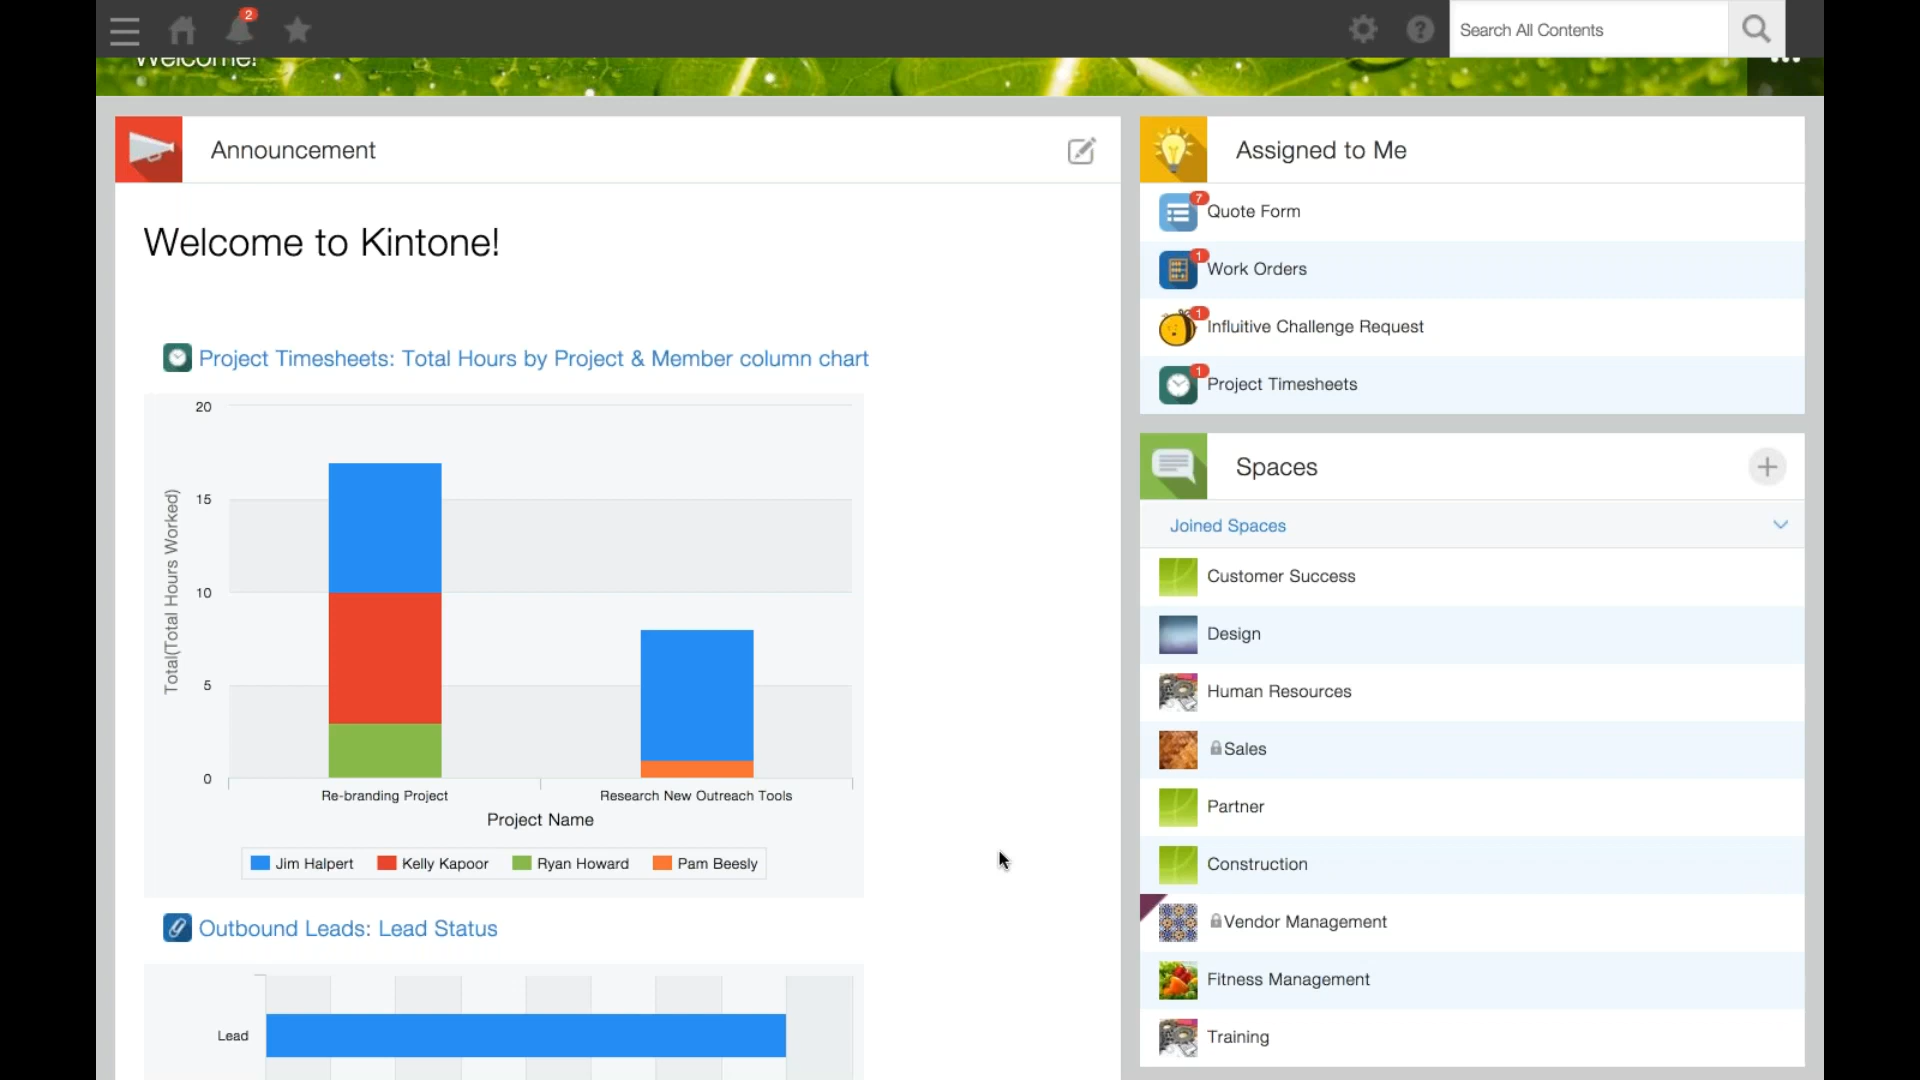 2
Search All Contents
Welcome!
Announcement
Welcome to Kintone!
Project Timesheets: Total Hours by Project & Member column chart
20
15
10
5
0
Total(Total Hours Worked)
Re-branding Project
Research New Outreach Tools
Project Name
Jim Halpert
Kelly Kapoor
Ryan Howard
Pam Beesly
Outbound Leads: Lead Status
Lead
Assigned to Me
7
Quote Form
1
Work Orders
1
Influitive Challenge Request
1
Project Timesheets
Spaces
Joined Spaces
Customer Success
Design
Human Resources
Sales
Partner
Construction
Vendor Management
Fitness Management
Training